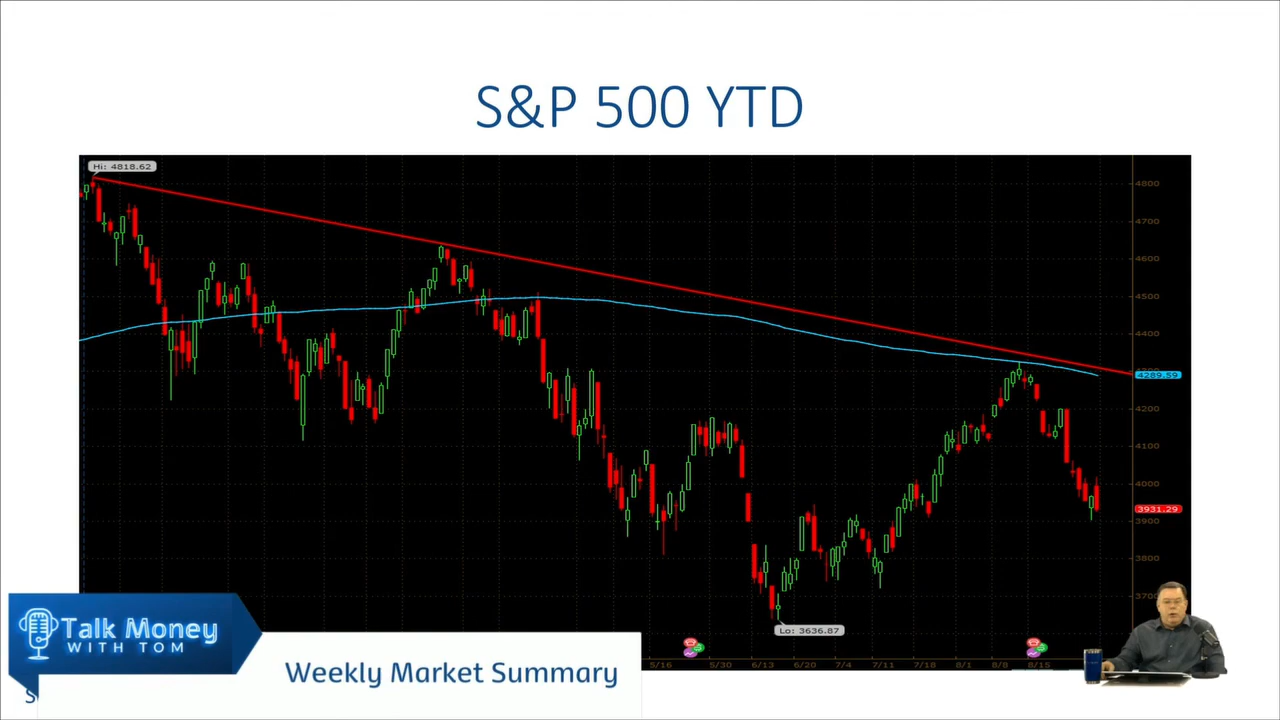 S&P 500 YTD
Hi: 4818.62
4800
4700
4600
4500
4400
4289.59
4200
4100
4000
3931.29
3900
3800
Lo: 3636.87
5/16 5/30 6/13 6/20 7/4 7/11 7/18 8/1 8/8 8/15
Talk Money
WITH TOM
Weekly Market Summary